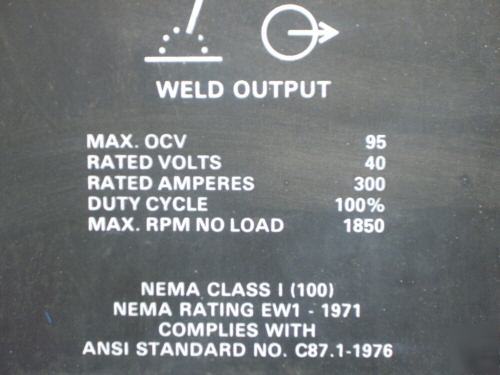 WELD OUTPUT
MAX. OCV 95
RATED VOLTS 40
RATED AMPERES 300
DUTY CYCLE 100%
MAX. RPM NO LOAD 1850
NEMA CLASS I (100)
NEMA RATING EW1 - 1971
COMPLIES WITH
ANSI STANDARD NO. C87.1-1976